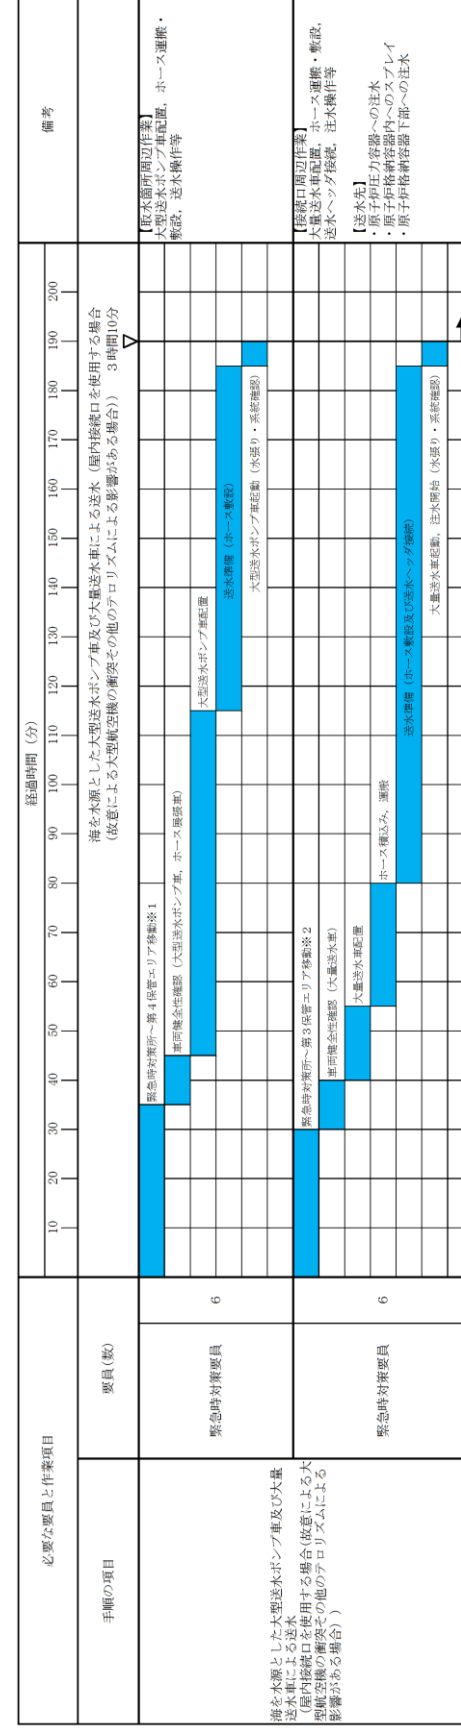 必要な要員と作業項目
経過時間（分）
備考
手順の項目
要員(数)
10 20 30 40 50 60 70 80 90 100 110 120 130 140 150 160 170 180 190 200
海を水源とした大型送水ポンプ車及び大量送水車による送水（屋内接続口を使用する場合
（故意による大型航空機の衝突その他のテロリズムによる影響がある場合)）　3時間10分
海を水源とした大型送水ポンプ車及び大量
送水車による送水
（屋内接続口を使用する場合(故意による大
型航空機の衝突その他のテロリズムによる
影響がある場合)）
緊急時対策要員
6
緊急時対策所～第4保管エリア移動※1
車両健全性確認（大型送水ポンプ車，ホース展張車）
大型送水ポンプ車配置
送水準備（ホース敷設）
大型送水ポンプ車起動（水張り・系統確認）
【取水箇所周辺作業】
大型送水ポンプ車配置，ホース運搬・
敷設，送水操作等
緊急時対策要員
6
緊急時対策所～第3保管エリア移動※2
車両健全性確認（大量送水車）
大量送水車配置
ホース積込み，運搬
送水準備（ホース敷設及び送水ヘッダ接続）
大量送水車起動，注水開始（水張り・系統確認）
【接続口周辺作業】
大量送水車配置，ホース運搬・敷設，
送水ヘッダ接続，注水操作等
【送水先】
・原子炉圧力容器への注水
・原子炉格納容器内へのスプレイ
・原子炉格納容器下部への注水